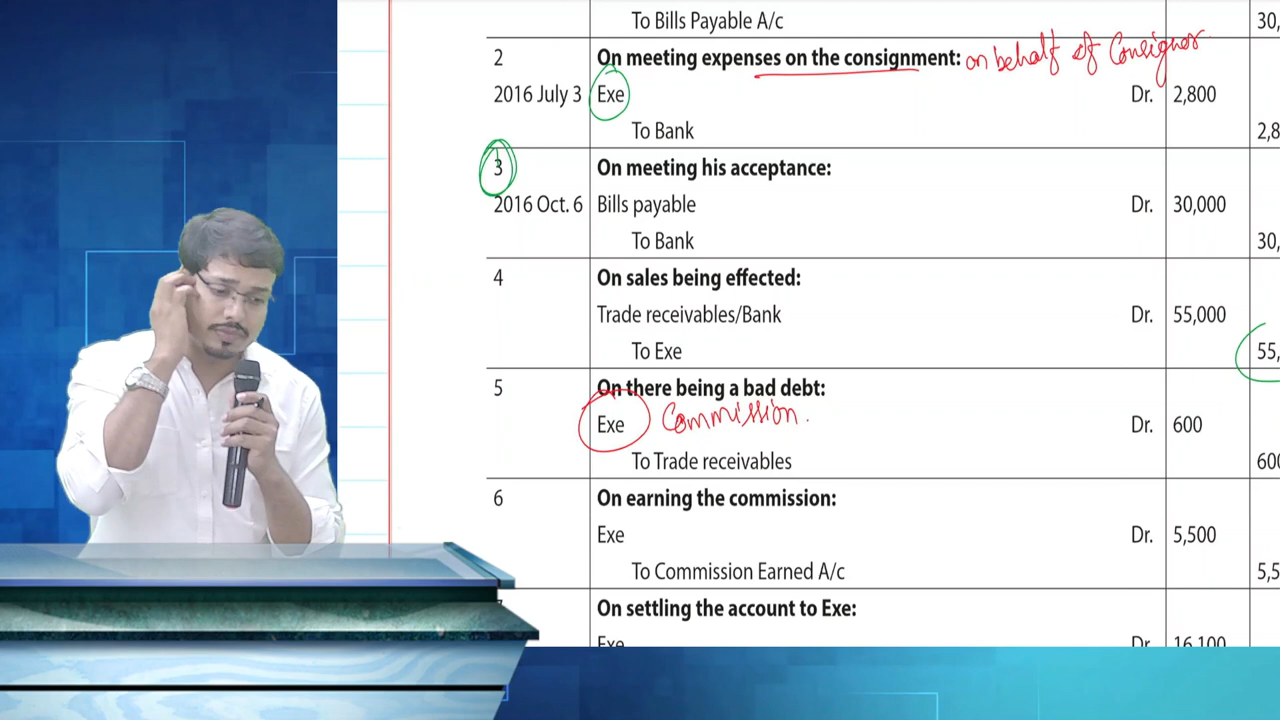 To Bills Payable A/c 30,
2 On meeting expenses on the consignment: on behalf of Consignor
2016 July 3 Exe Dr. 2,800
To Bank 2,8
3 On meeting his acceptance:
2016 Oct. 6 Bills payable Dr. 30,000
To Bank 30,
4 On sales being effected:
Trade receivables/Bank Dr. 55,000
To Exe 55,
5 On there being a bad debt:
Exe Commission. Dr. 600
To Trade receivables 600
6 On earning the commission:
Exe Dr. 5,500
To Commission Earned A/c 5,5
On settling the account to Exe:
Exe Dr. 16,100